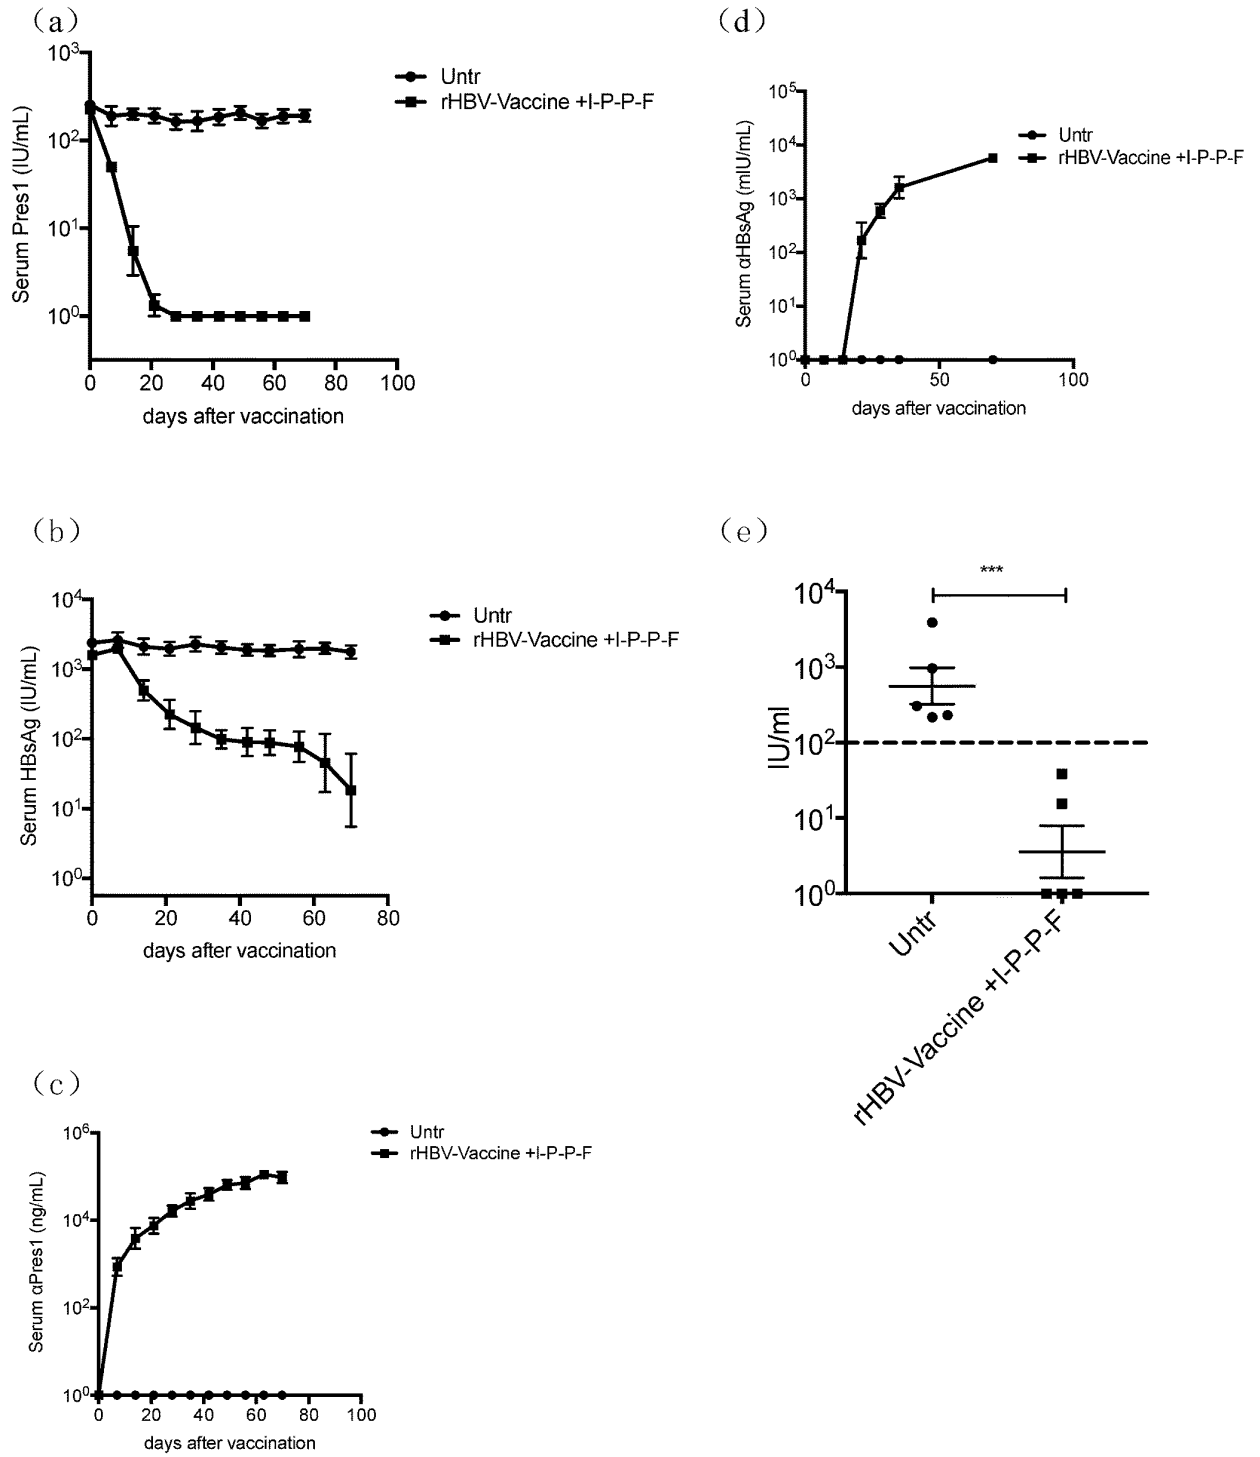 （a）
Serum Pres1 (IU/mL)
10³
10²
10¹
10⁰
0 20 40 60 80 100
days after vaccination
Untr
rHBV-Vaccine +I-P-P-F
（d）
Serum αHBsAg (mIU/mL)
10⁵
10⁴
10³
10²
10¹
10⁰
0 50 100
days after vaccination
Untr
rHBV-Vaccine +I-P-P-F
（b）
Serum HBsAg (IU/mL)
10⁴
10³
10²
10¹
10⁰
0 20 40 60 80
days after vaccination
Untr
rHBV-Vaccine +I-P-P-F
（e）
IU/ml
***
10⁴
10³
10²
10¹
10⁰
Untr
rHBV-Vaccine +I-P-P-F
（c）
Serum αPres1 (ng/mL)
10⁶
10⁴
10²
10⁰
0 20 40 60 80 100
days after vaccination
Untr
rHBV-Vaccine +I-P-P-F